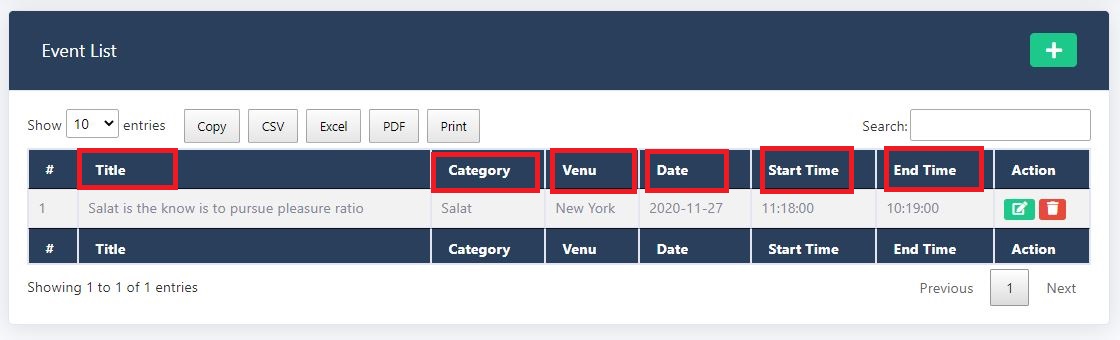 Event List
Show 10 entries Copy CSV Excel PDF Print Search:
# Title Category Venu Date Start Time End Time Action
1 Salat is the know is to pursue pleasure ratio Salat New York 2020-11-27 11:18:00 10:19:00
# Title Category Venu Date Start Time End Time Action
Showing 1 to 1 of 1 entries Previous 1 Next